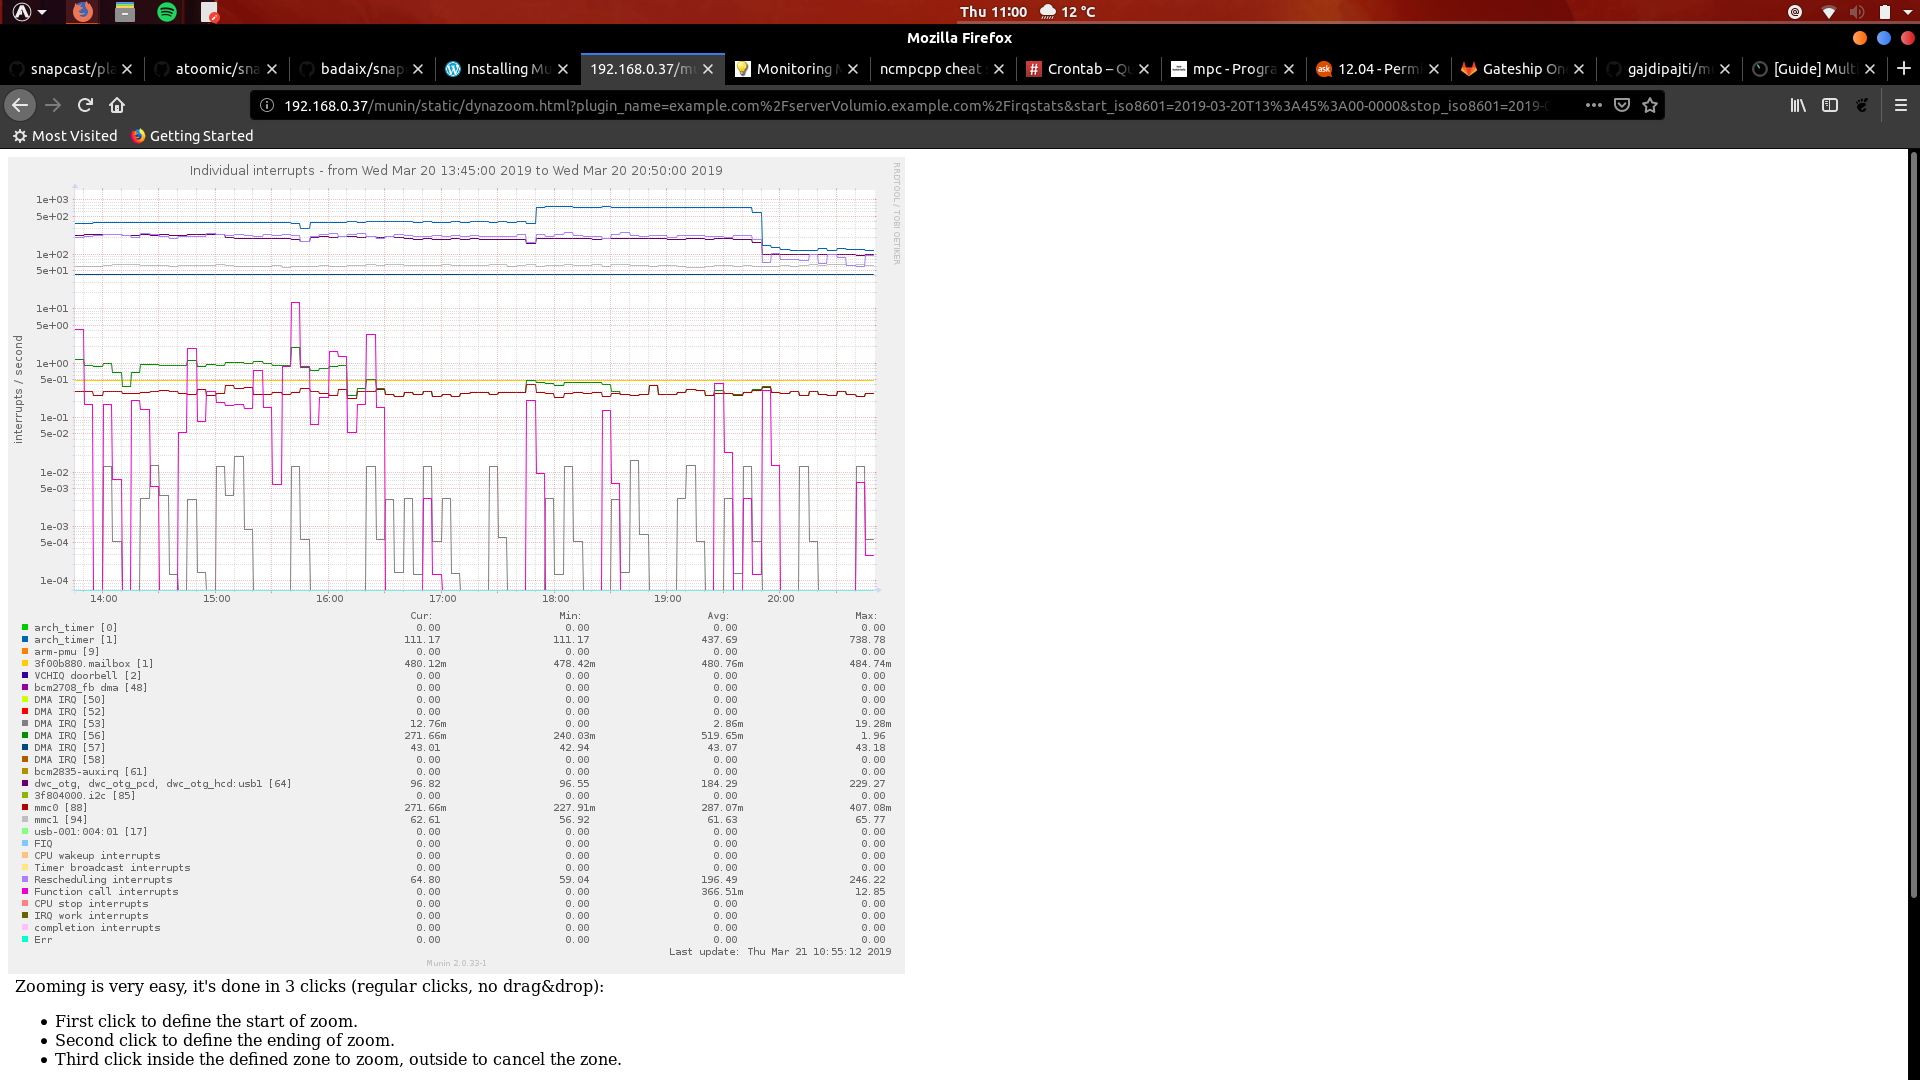 Thu 11:00 12 °C
Mozilla Firefox
snapcast/pla atoomic/sna badaix/snap Installing Mu 192.168.0.37/mu Monitoring M ncmpcpp cheat Crontab – Qu mpc - Progra 12.04 - Permi Gateship One gajdipajti/mu [Guide] Multi
192.168.0.37/munin/static/dynazoom.html?plugin_name=example.com%2FserverVolumio.example.com%2Firqstats&start_iso8601=2019-03-20T13%3A45%3A00-0000&stop_iso8601=2019-0
Most Visited Getting Started
Individual interrupts - from Wed Mar 20 13:45:00 2019 to Wed Mar 20 20:50:00 2019
RRDTOOL / TOBI OETIKER
interrupts / second
1e+03
5e+02
1e+02
5e+01
1e+01
5e+00
1e+00
5e-01
1e-01
5e-02
1e-02
5e-03
1e-03
5e-04
1e-04
14:00 15:00 16:00 17:00 18:00 19:00 20:00
Cur: Min: Avg: Max:
arch_timer [0] 0.00 0.00 0.00 0.00
arch_timer [1] 111.17 111.17 437.69 738.78
arm-pmu [9] 0.00 0.00 0.00 0.00
3f00b880.mailbox [1] 480.12m 478.42m 480.76m 484.74m
VCHIQ doorbell [2] 0.00 0.00 0.00 0.00
bcm2708_fb dma [48] 0.00 0.00 0.00 0.00
DMA IRQ [50] 0.00 0.00 0.00 0.00
DMA IRQ [52] 0.00 0.00 0.00 0.00
DMA IRQ [53] 12.76m 0.00 2.86m 19.28m
DMA IRQ [56] 271.66m 240.03m 519.65m 1.96
DMA IRQ [57] 43.01 42.94 43.07 43.18
DMA IRQ [58] 0.00 0.00 0.00 0.00
bcm2835-auxirq [61] 0.00 0.00 0.00 0.00
dwc_otg, dwc_otg_pcd, dwc_otg_hcd:usb1 [64] 96.82 96.55 184.29 229.27
3f804000.i2c [85] 0.00 0.00 0.00 0.00
mmc0 [88] 271.66m 227.91m 287.07m 407.08m
mmc1 [94] 62.61 56.92 61.63 65.77
usb-001:004:01 [17] 0.00 0.00 0.00 0.00
FIQ 0.00 0.00 0.00 0.00
CPU wakeup interrupts 0.00 0.00 0.00 0.00
Timer broadcast interrupts 0.00 0.00 0.00 0.00
Rescheduling interrupts 64.80 59.04 196.49 246.22
Function call interrupts 0.00 0.00 366.51m 12.85
CPU stop interrupts 0.00 0.00 0.00 0.00
IRQ work interrupts 0.00 0.00 0.00 0.00
completion interrupts 0.00 0.00 0.00 0.00
Err 0.00 0.00 0.00 0.00
Last update: Thu Mar 21 10:55:12 2019
Munin 2.0.33-1
Zooming is very easy, it's done in 3 clicks (regular clicks, no drag&drop):
• First click to define the start of zoom.
• Second click to define the ending of zoom.
• Third click inside the defined zone to zoom, outside to cancel the zone.